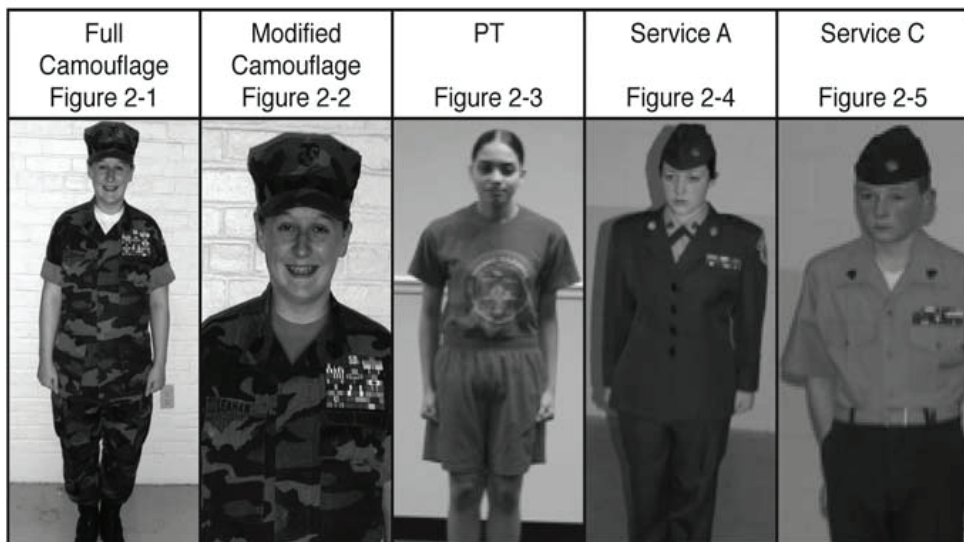 Full
Camouflage
Figure 2-1
Modified
Camouflage
Figure 2-2
PT
Figure 2-3
Service A
Figure 2-4
Service C
Figure 2-5